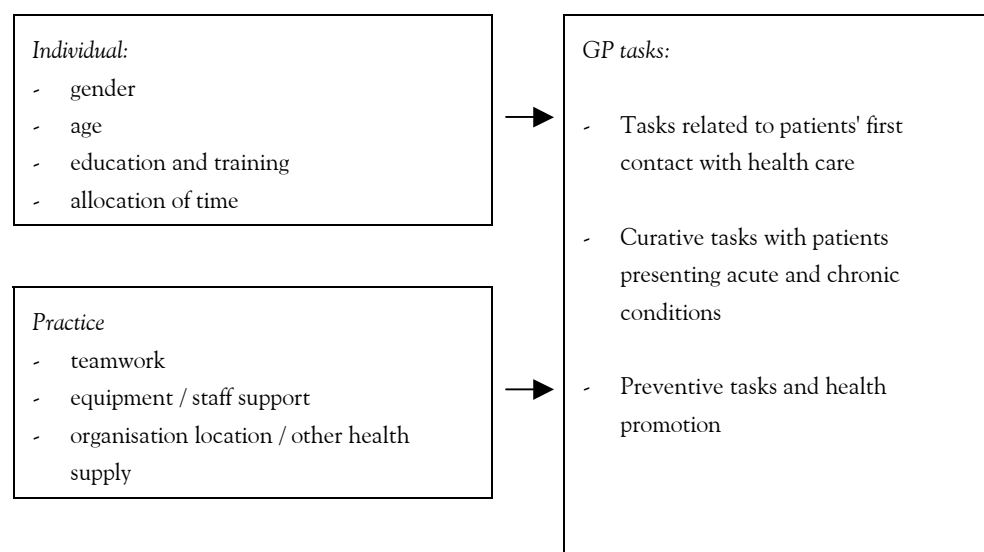 Individual:
- gender
- age
- education and training
- allocation of time
Practice
- teamwork
- equipment / staff support
- organisation location / other health
supply
GP tasks:
- Tasks related to patients' first
contact with health care
- Curative tasks with patients
presenting acute and chronic
conditions
- Preventive tasks and health
promotion